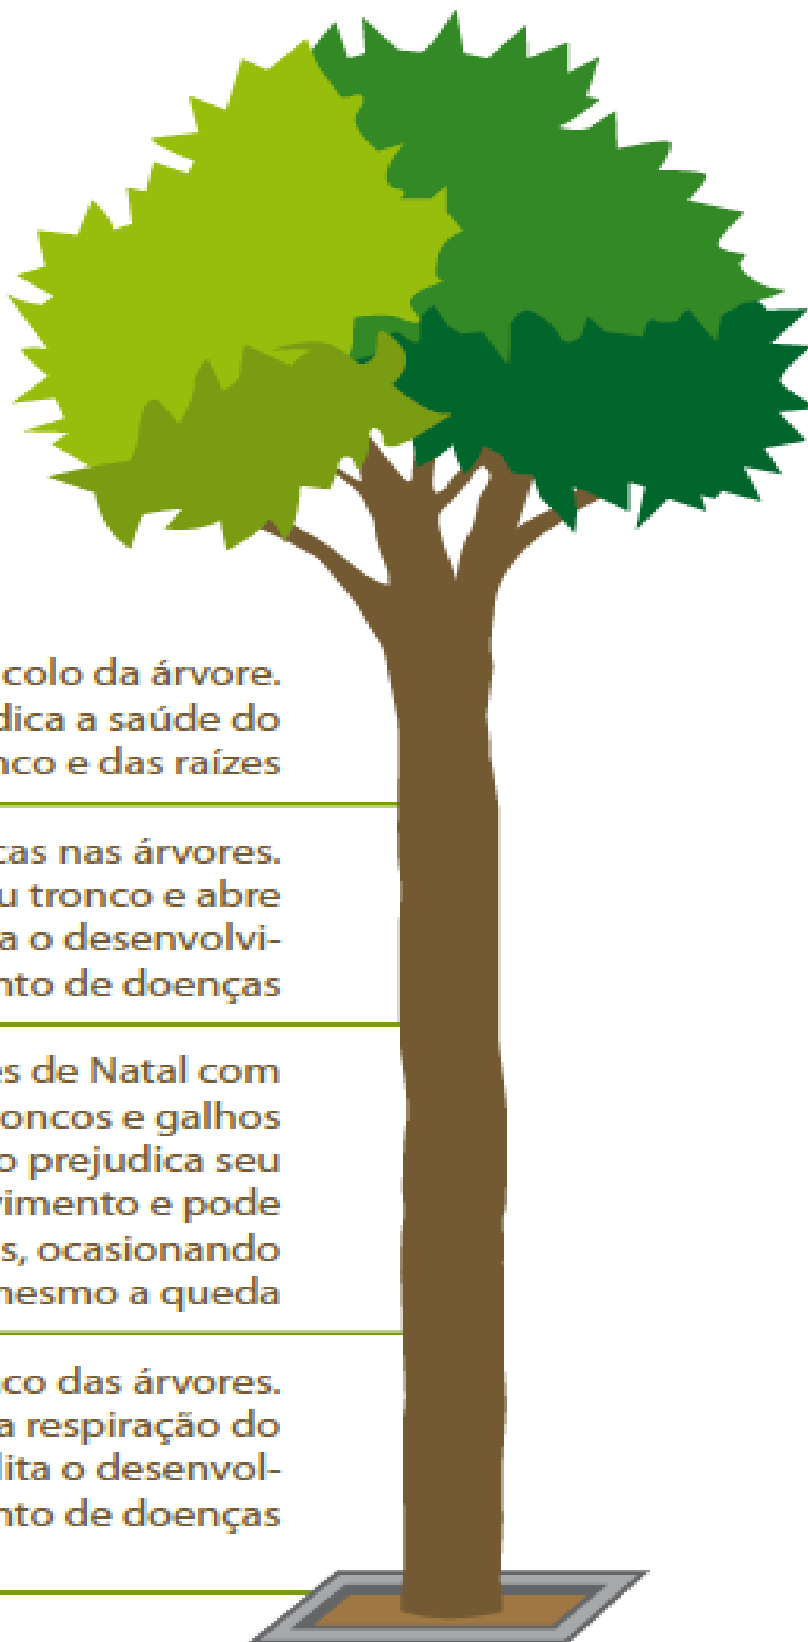 colo da árvore.
dica a saúde do
nco e das raízes
cas nas árvores.
u tronco e abre
a o desenvolvi-
nto de doenças
es de Natal com
oncos e galhos
o prejudica seu
vimento e pode
s, ocasionando
mesmo a queda
co das árvores.
a respiração do
lita o desenvol-
nto de doenças